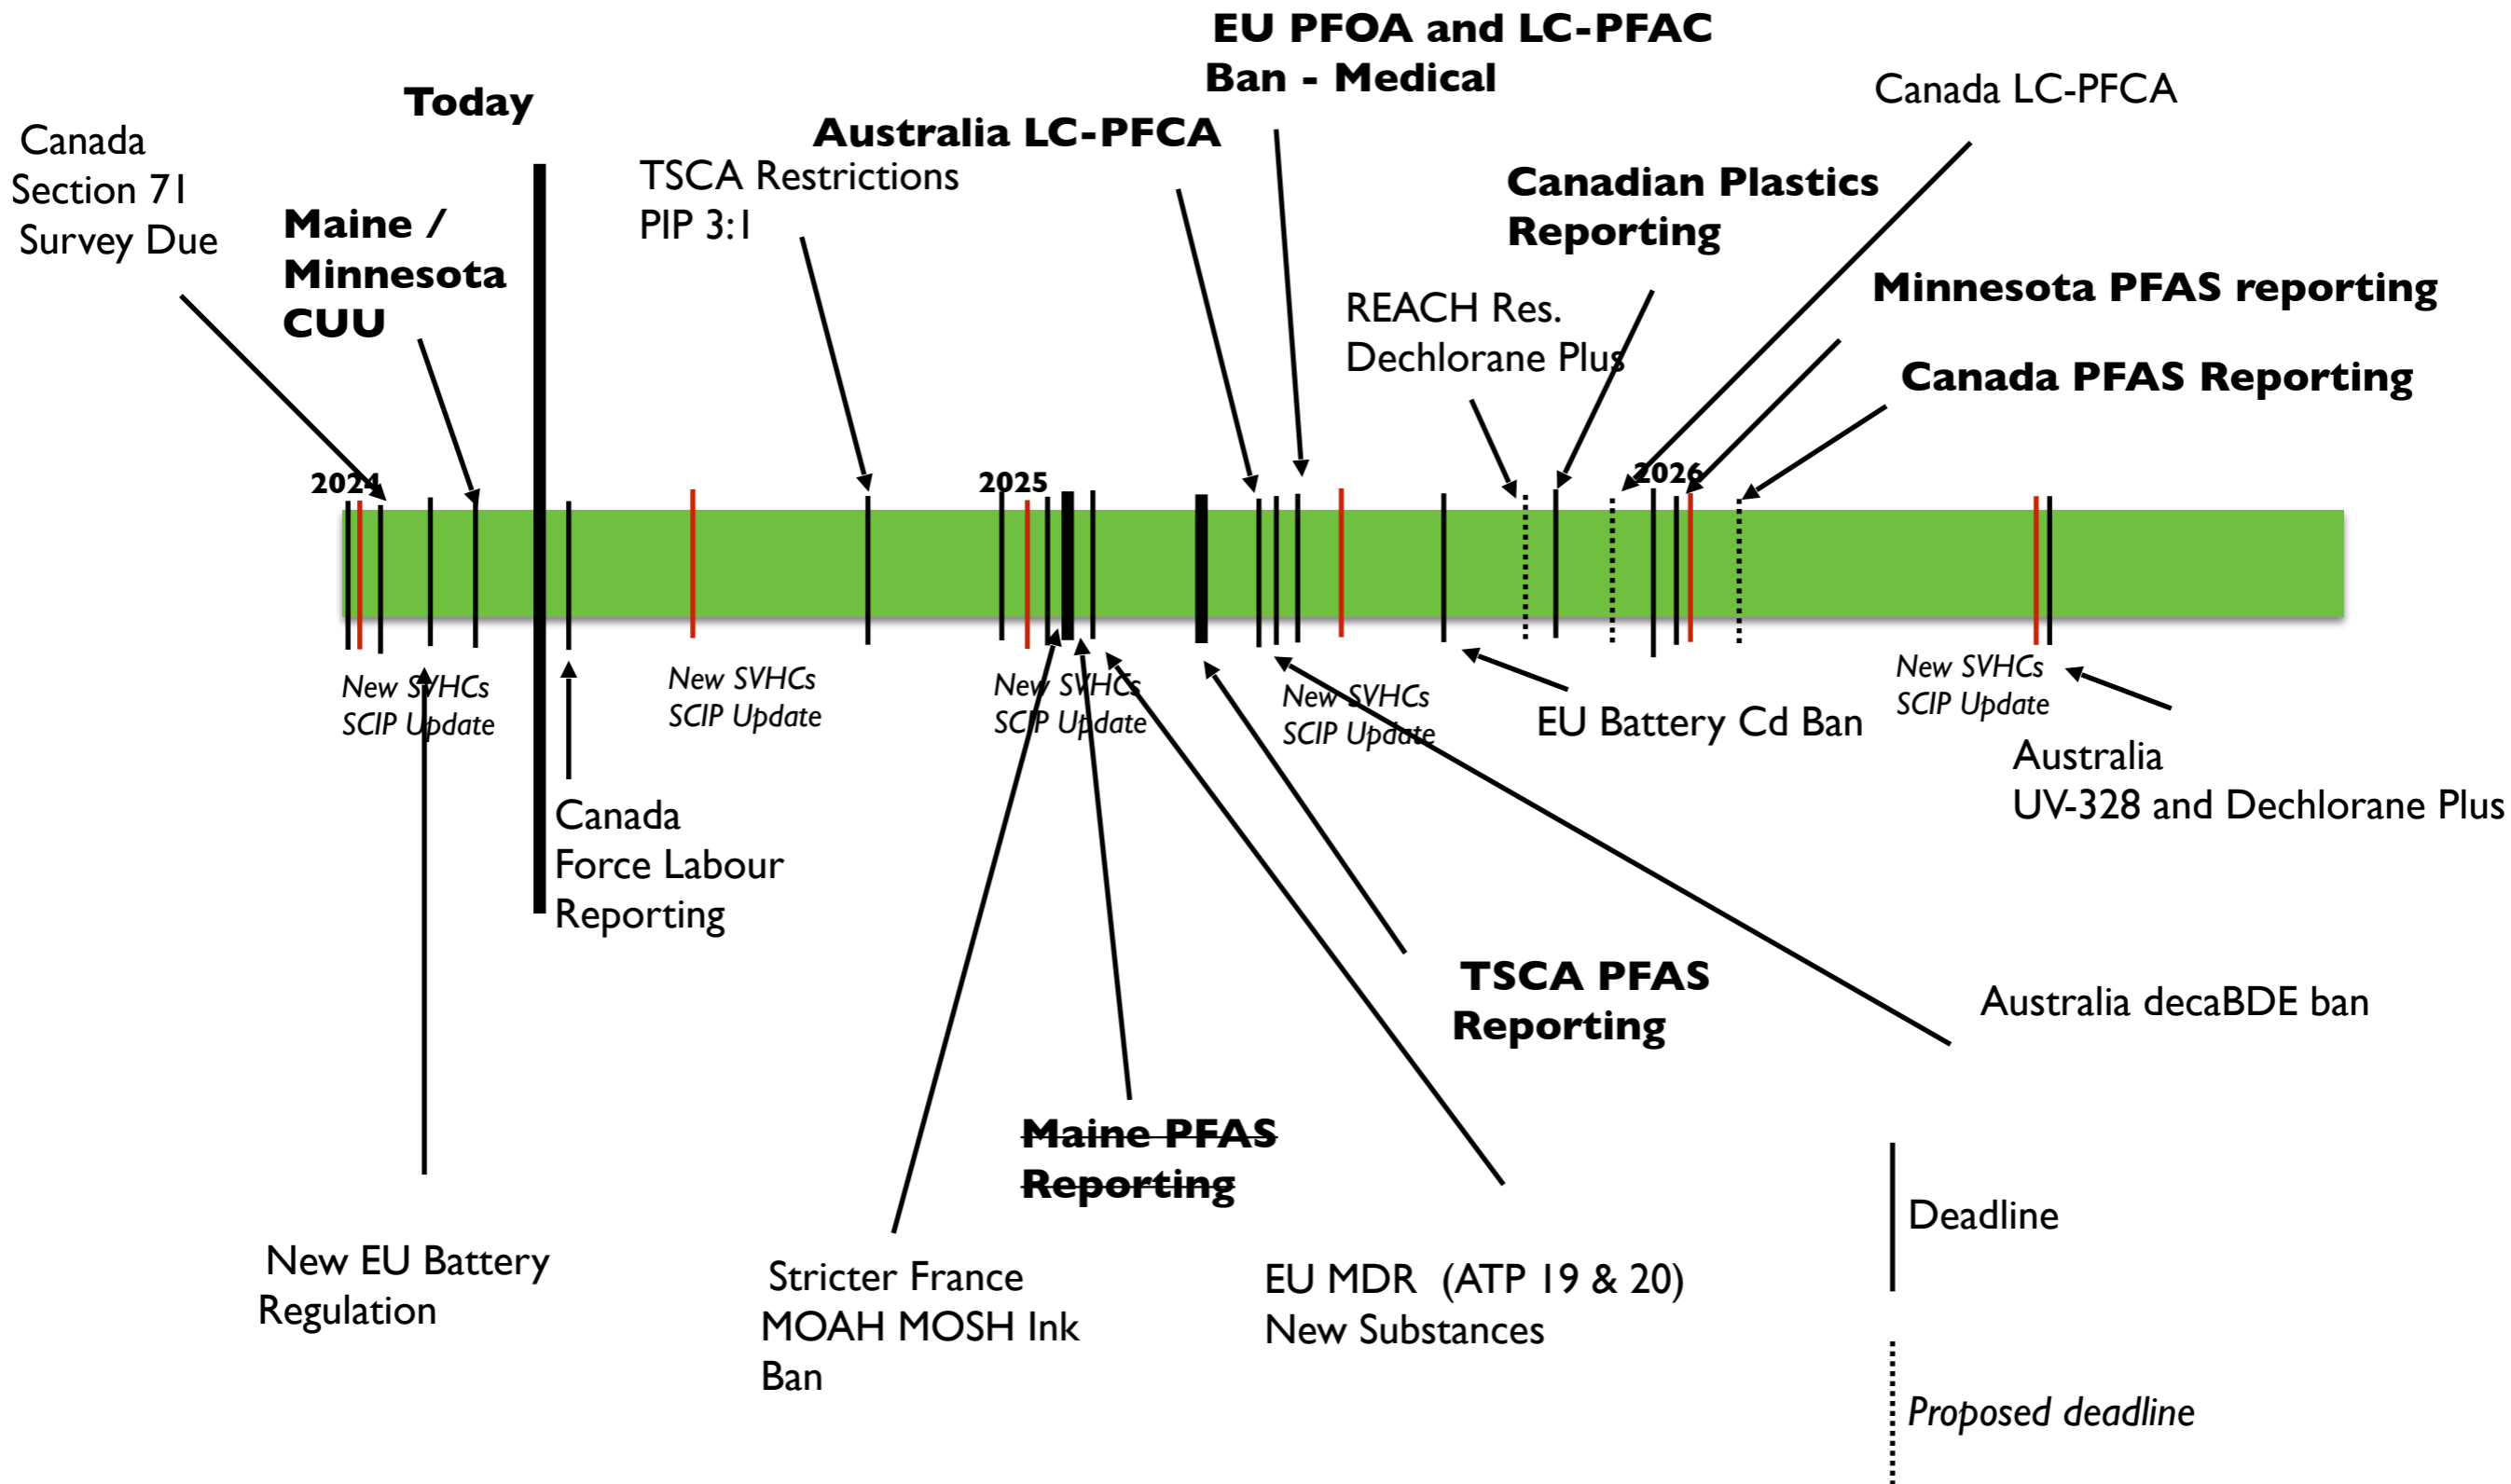 EU PFOA and LC-PFAC
Ban - Medical
Canada LC-PFCA
Today
Australia LC-PFCA
Canada
Section 71
Survey Due
TSCA Restrictions
PIP 3:1
Maine /
Minnesota
CUU
Canadian Plastics
Reporting
REACH Res.
Dechlorane Plus
Minnesota PFAS reporting
Canada PFAS Reporting
2024
2025
2026
New SVHCs
SCIP Update
New SVHCs
SCIP Update
New SVHCs
SCIP Update
New SVHCs
SCIP Update
New SVHCs
SCIP Update
EU Battery Cd Ban
Australia
UV-328 and Dechlorane Plus
Canada
Force Labour
Reporting
TSCA PFAS
Reporting
Australia decaBDE ban
Maine PFAS
Reporting
New EU Battery
Regulation
Stricter France
MOAH MOSH Ink
Ban
EU MDR (ATP 19 & 20)
New Substances
Deadline
Proposed deadline